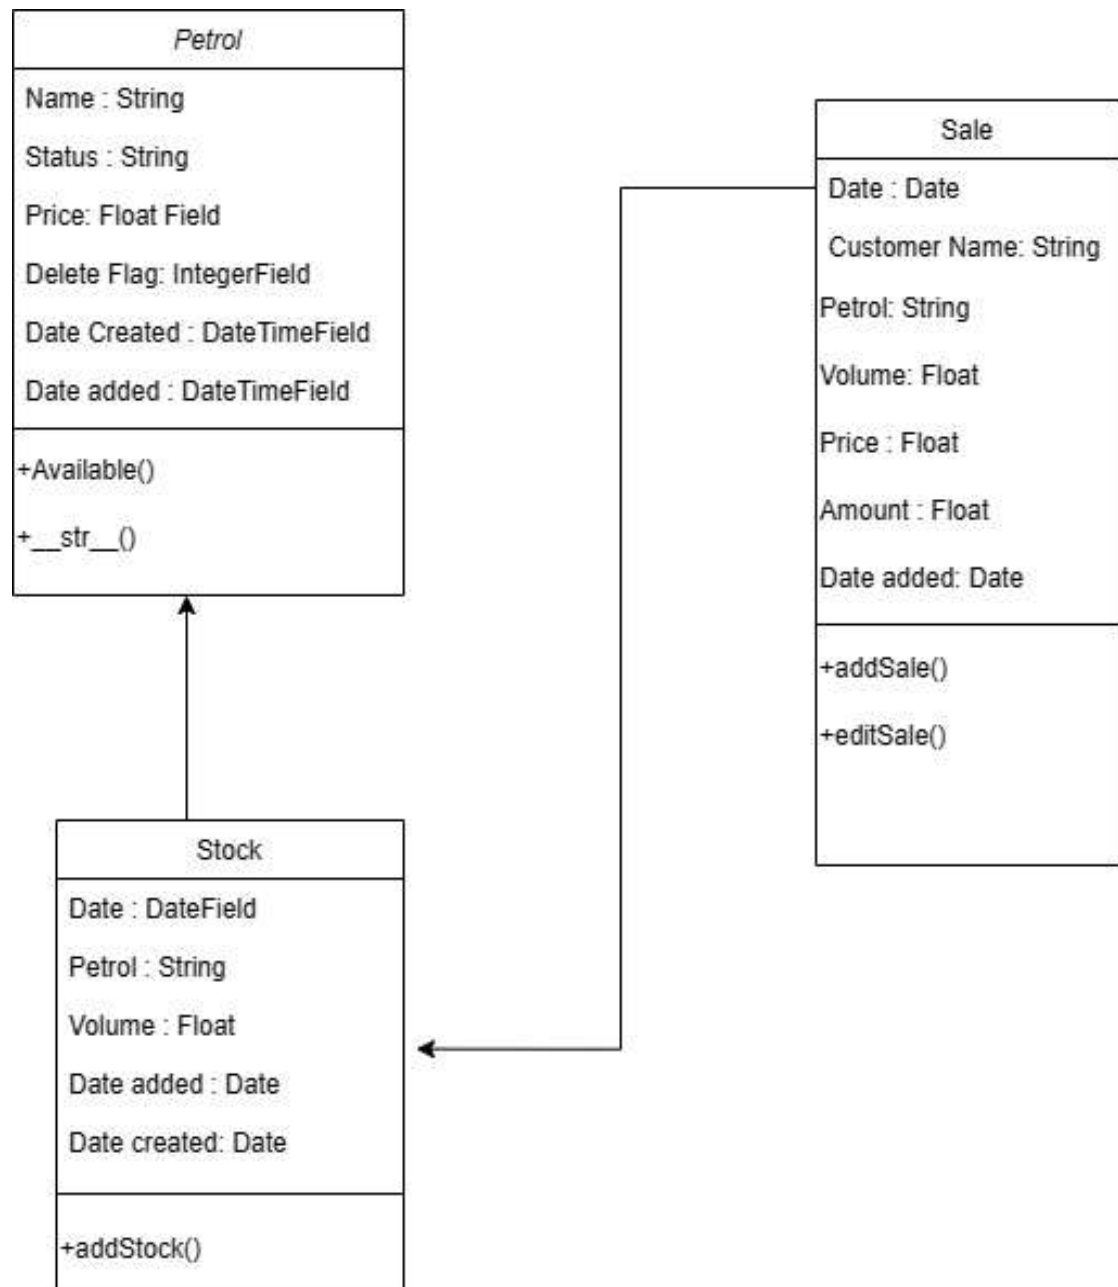 Petrol
Name : String
Status : String
Price: Float Field
Delete Flag: IntegerField
Date Created : DateTimeField
Date added : DateTimeField
+Available()
+__str__()
Sale
Date : Date
Customer Name: String
Petrol: String
Volume: Float
Price : Float
Amount : Float
Date added: Date
+addSale()
+editSale()
Stock
Date : DateField
Petrol : String
Volume : Float
Date added : Date
Date created: Date
+addStock()